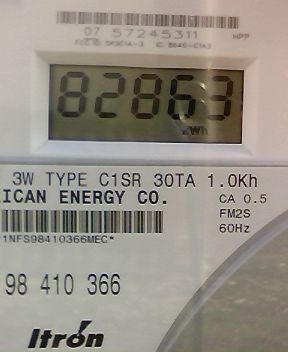 07 57245311 HPP
82863
kWh
3W TYPE C1SR 30TA 1.0Kh
ICAN ENERGY CO. CA 0.5
FM2S
1NFS98410366MEC* 60Hz
98 410 366
Itron